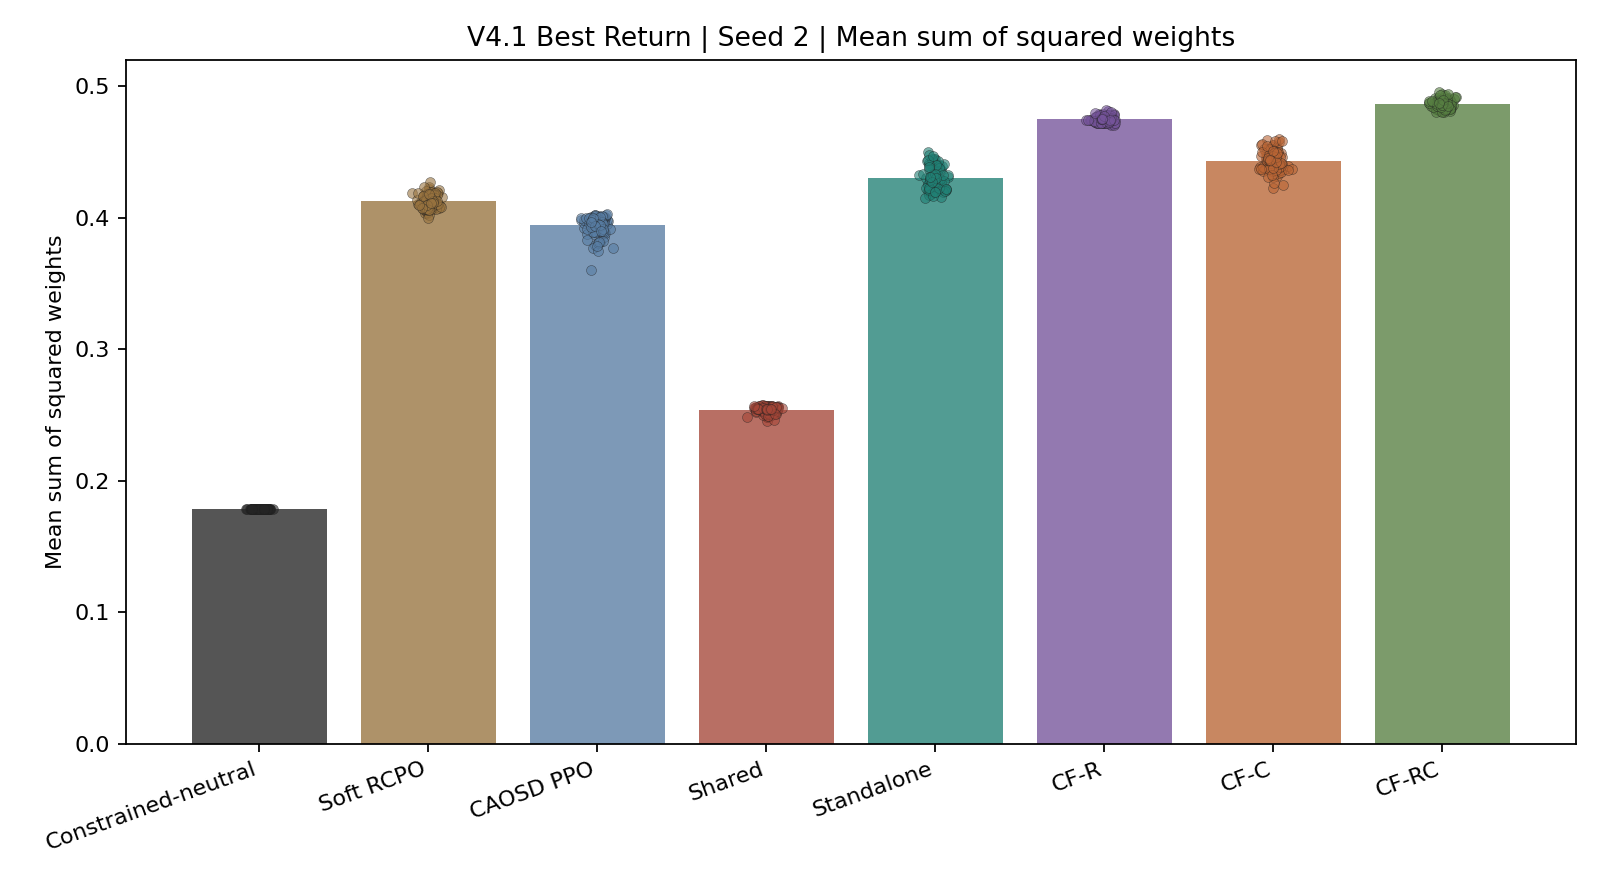 V4.1 Best Return | Seed 2 | Mean sum of squared weights
Mean sum of squared weights
0.5
0.4
0.3
0.2
0.1
0.0
Constrained-neutral
Soft RCPO
CAOSD PPO
Shared
Standalone
CF-R
CF-C
CF-RC